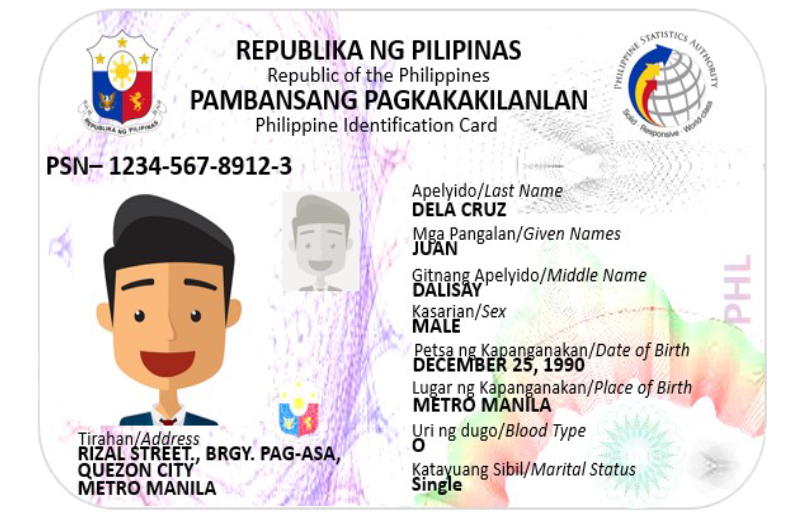 REPUBLIKA NG PILIPINAS
Republic of the Philippines
PAMBANSANG PAGKAKAKILANLAN
Philippine Identification Card
REPUBLIKA NG PILIPINAS
PHILIPPINE STATISTICS AUTHORITY
Solid · Responsive · World-class
PSN– 1234-567-8912-3
Apelyido/Last Name
DELA CRUZ
Mga Pangalan/Given Names
JUAN
Gitnang Apelyido/Middle Name
DALISAY
Kasarian/Sex
MALE
Petsa ng Kapanganakan/Date of Birth
DECEMBER 25, 1990
Lugar ng Kapanganakan/Place of Birth
METRO MANILA
Uri ng dugo/Blood Type
O
Katayuang Sibil/Marital Status
Single
PHL
Tirahan/Address
RIZAL STREET., BRGY. PAG-ASA,
QUEZON CITY
METRO MANILA